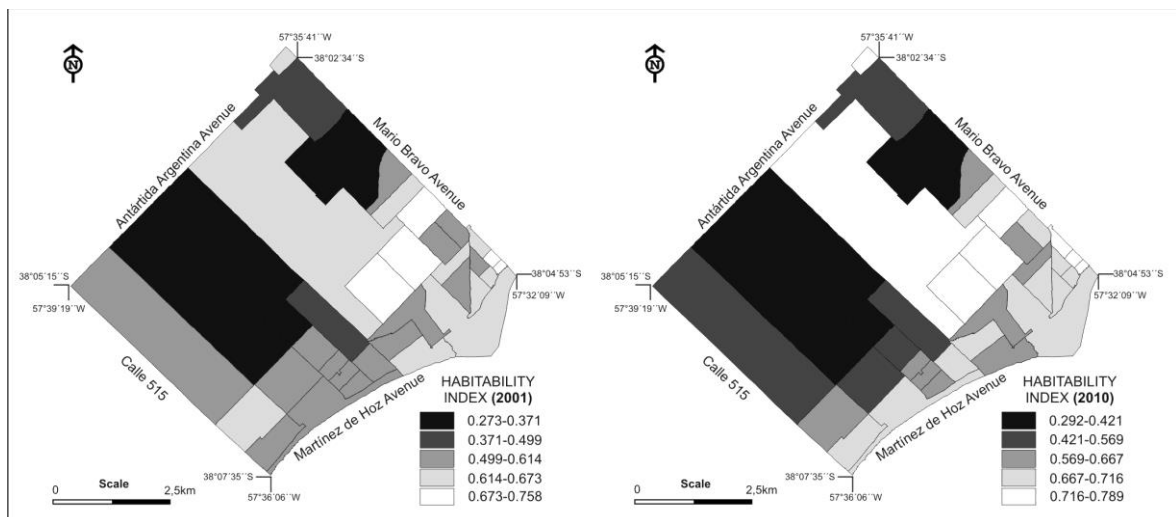 57°35´41´´W
38°02´34´´S
N
Antártida Argentina Avenue
Mario Bravo Avenue
38°05´15´´S
57°39´19´´W
38°04´53´´S
57°32´09´´W
Calle 515
Martínez de Hoz Avenue
38°07´35´´S
57°36´06´´W
Scale
0 2,5km
HABITABILITY
INDEX (2001)
0.273-0.371
0.371-0.499
0.499-0.614
0.614-0.673
0.673-0.758
57°35´41´´W
38°02´34´´S
N
Antártida Argentina Avenue
Mario Bravo Avenue
38°05´15´´S
57°39´19´´W
38°04´53´´S
57°32´09´´W
Calle 515
Martínez de Hoz Avenue
38°07´35´´S
57°36´06´´W
Scale
0 2,5km
HABITABILITY
INDEX (2010)
0.292-0.421
0.421-0.569
0.569-0.667
0.667-0.716
0.716-0.789